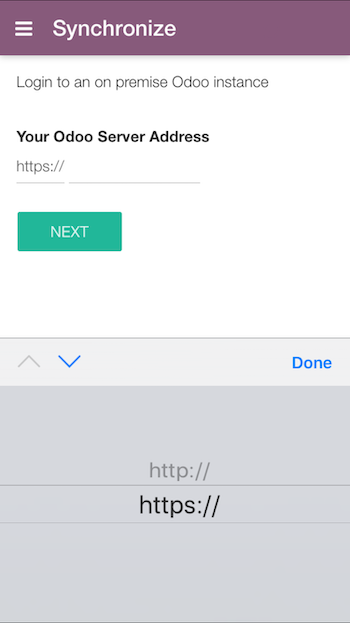 Synchronize
Login to an on premise Odoo instance
Your Odoo Server Address
https://
NEXT
Done
http://
https://